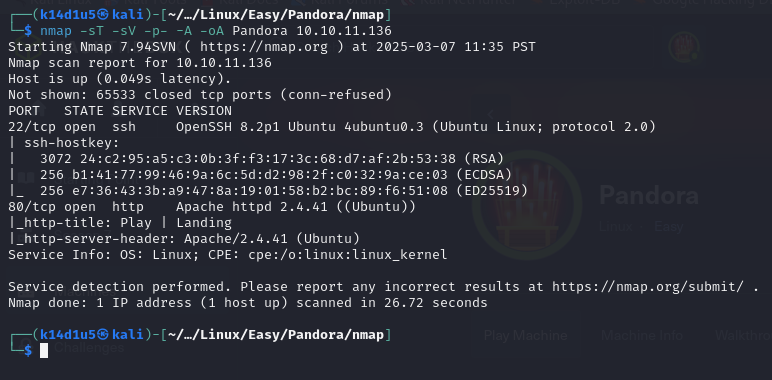 ┌──(k14d1u5㉿kali)-[~/…/Linux/Easy/Pandora/nmap]
└─$ nmap -sT -sV -p- -A -oA Pandora 10.10.11.136
Starting Nmap 7.94SVN ( https://nmap.org ) at 2025-03-07 11:35 PST
Nmap scan report for 10.10.11.136
Host is up (0.049s latency).
Not shown: 65533 closed tcp ports (conn-refused)
PORT   STATE SERVICE VERSION
22/tcp open  ssh     OpenSSH 8.2p1 Ubuntu 4ubuntu0.3 (Ubuntu Linux; protocol 2.0)
| ssh-hostkey:
|   3072 24:c2:95:a5:c3:0b:3f:f3:17:3c:68:d7:af:2b:53:38 (RSA)
|   256 b1:41:77:99:46:9a:6c:5d:d2:98:2f:c0:32:9a:ce:03 (ECDSA)
|_  256 e7:36:43:3b:a9:47:8a:19:01:58:b2:bc:89:f6:51:08 (ED25519)
80/tcp open  http    Apache httpd 2.4.41 ((Ubuntu))
|_http-title: Play | Landing
|_http-server-header: Apache/2.4.41 (Ubuntu)
Service Info: OS: Linux; CPE: cpe:/o:linux:linux_kernel
Pandora
Linux Easy
Service detection performed. Please report any incorrect results at https://nmap.org/submit/ .
Nmap done: 1 IP address (1 host up) scanned in 26.72 seconds
┌──(k14d1u5㉿kali)-[~/…/Linux/Easy/Pandora/nmap]
└─$
Play Machine Machine Info
Challenges